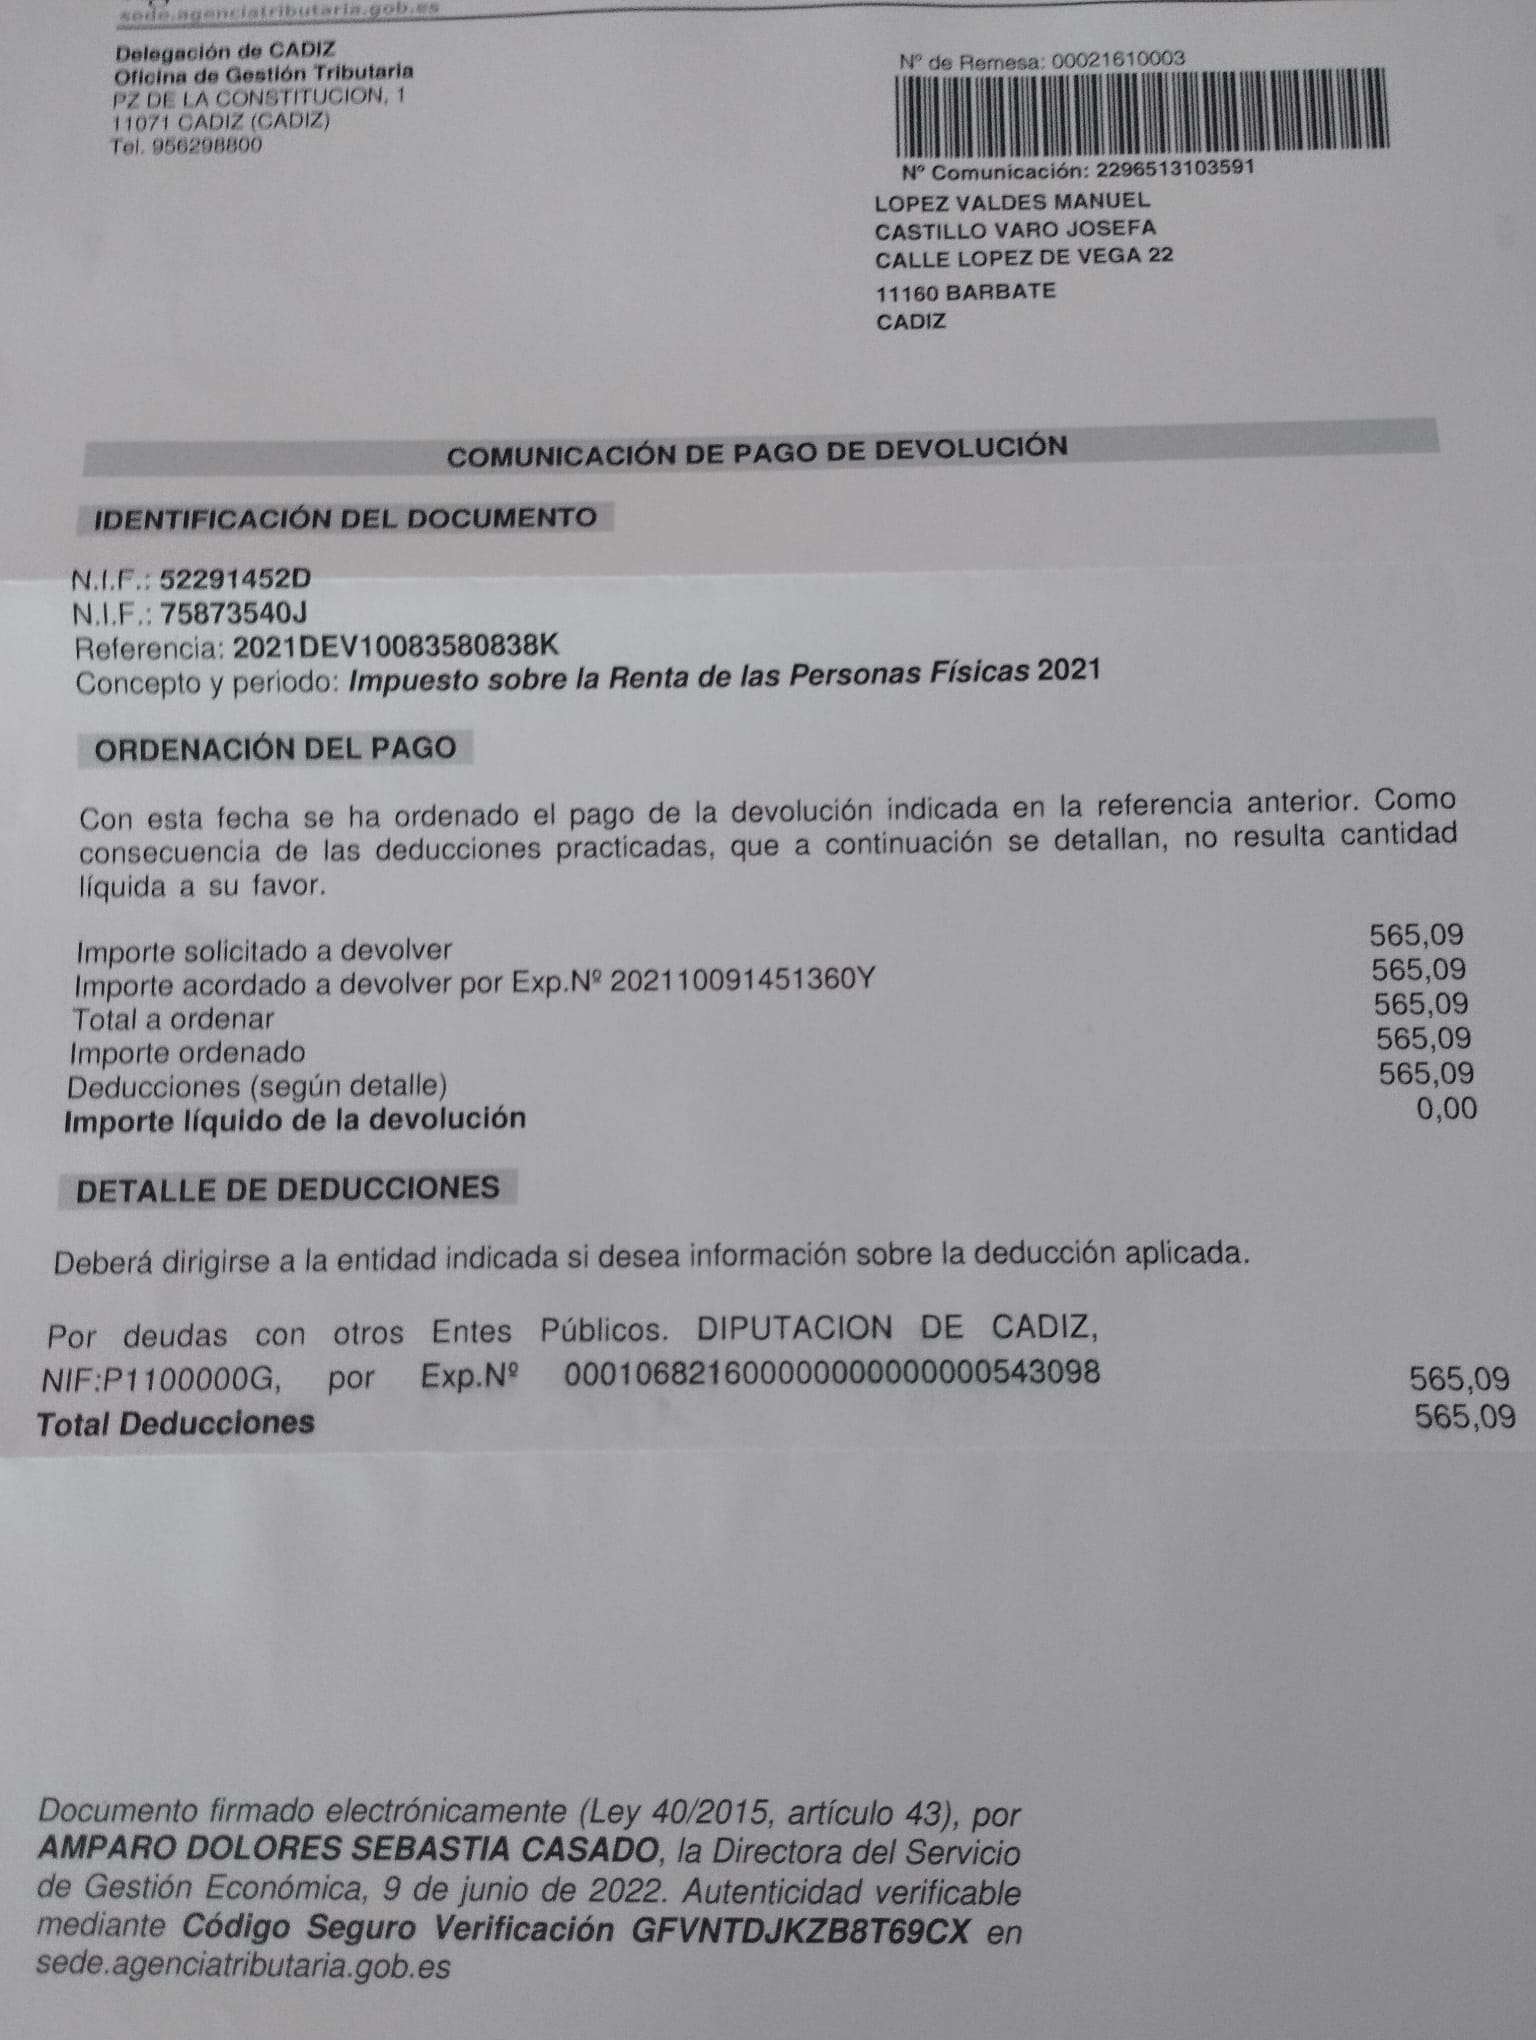 sede.agenciatributaria.gob.es
Delegación de CADIZ
Oficina de Gestión Tributaria
PZ DE LA CONSTITUCION, 1
11071 CADIZ (CADIZ)
Tel. 956298800
Nº de Remesa: 00021610003
Nº Comunicación: 2296513103591
LOPEZ VALDES MANUEL
CASTILLO VARO JOSEFA
CALLE LOPEZ DE VEGA 22
11160 BARBATE
CADIZ
COMUNICACIÓN DE PAGO DE DEVOLUCIÓN
IDENTIFICACIÓN DEL DOCUMENTO
N.I.F.: 52291452D
N.I.F.: 75873540J
Referencia: 2021DEV10083580838K
Concepto y periodo: Impuesto sobre la Renta de las Personas Físicas 2021
ORDENACIÓN DEL PAGO
Con esta fecha se ha ordenado el pago de la devolución indicada en la referencia anterior. Como
consecuencia de las deducciones practicadas, que a continuación se detallan, no resulta cantidad
líquida a su favor.
Importe solicitado a devolver 565,09
Importe acordado a devolver por Exp.Nº 202110091451360Y 565,09
Total a ordenar 565,09
Importe ordenado 565,09
Deducciones (según detalle) 565,09
Importe líquido de la devolución 0,00
DETALLE DE DEDUCCIONES
Deberá dirigirse a la entidad indicada si desea información sobre la deducción aplicada.
Por deudas con otros Entes Públicos. DIPUTACION DE CADIZ,
NIF:P1100000G, por Exp.Nº 0001068216000000000000000543098 565,09
Total Deducciones 565,09
Documento firmado electrónicamente (Ley 40/2015, artículo 43), por
AMPARO DOLORES SEBASTIA CASADO, la Directora del Servicio
de Gestión Económica, 9 de junio de 2022. Autenticidad verificable
mediante Código Seguro Verificación GFVNTDJKZB8T69CX en
sede.agenciatributaria.gob.es